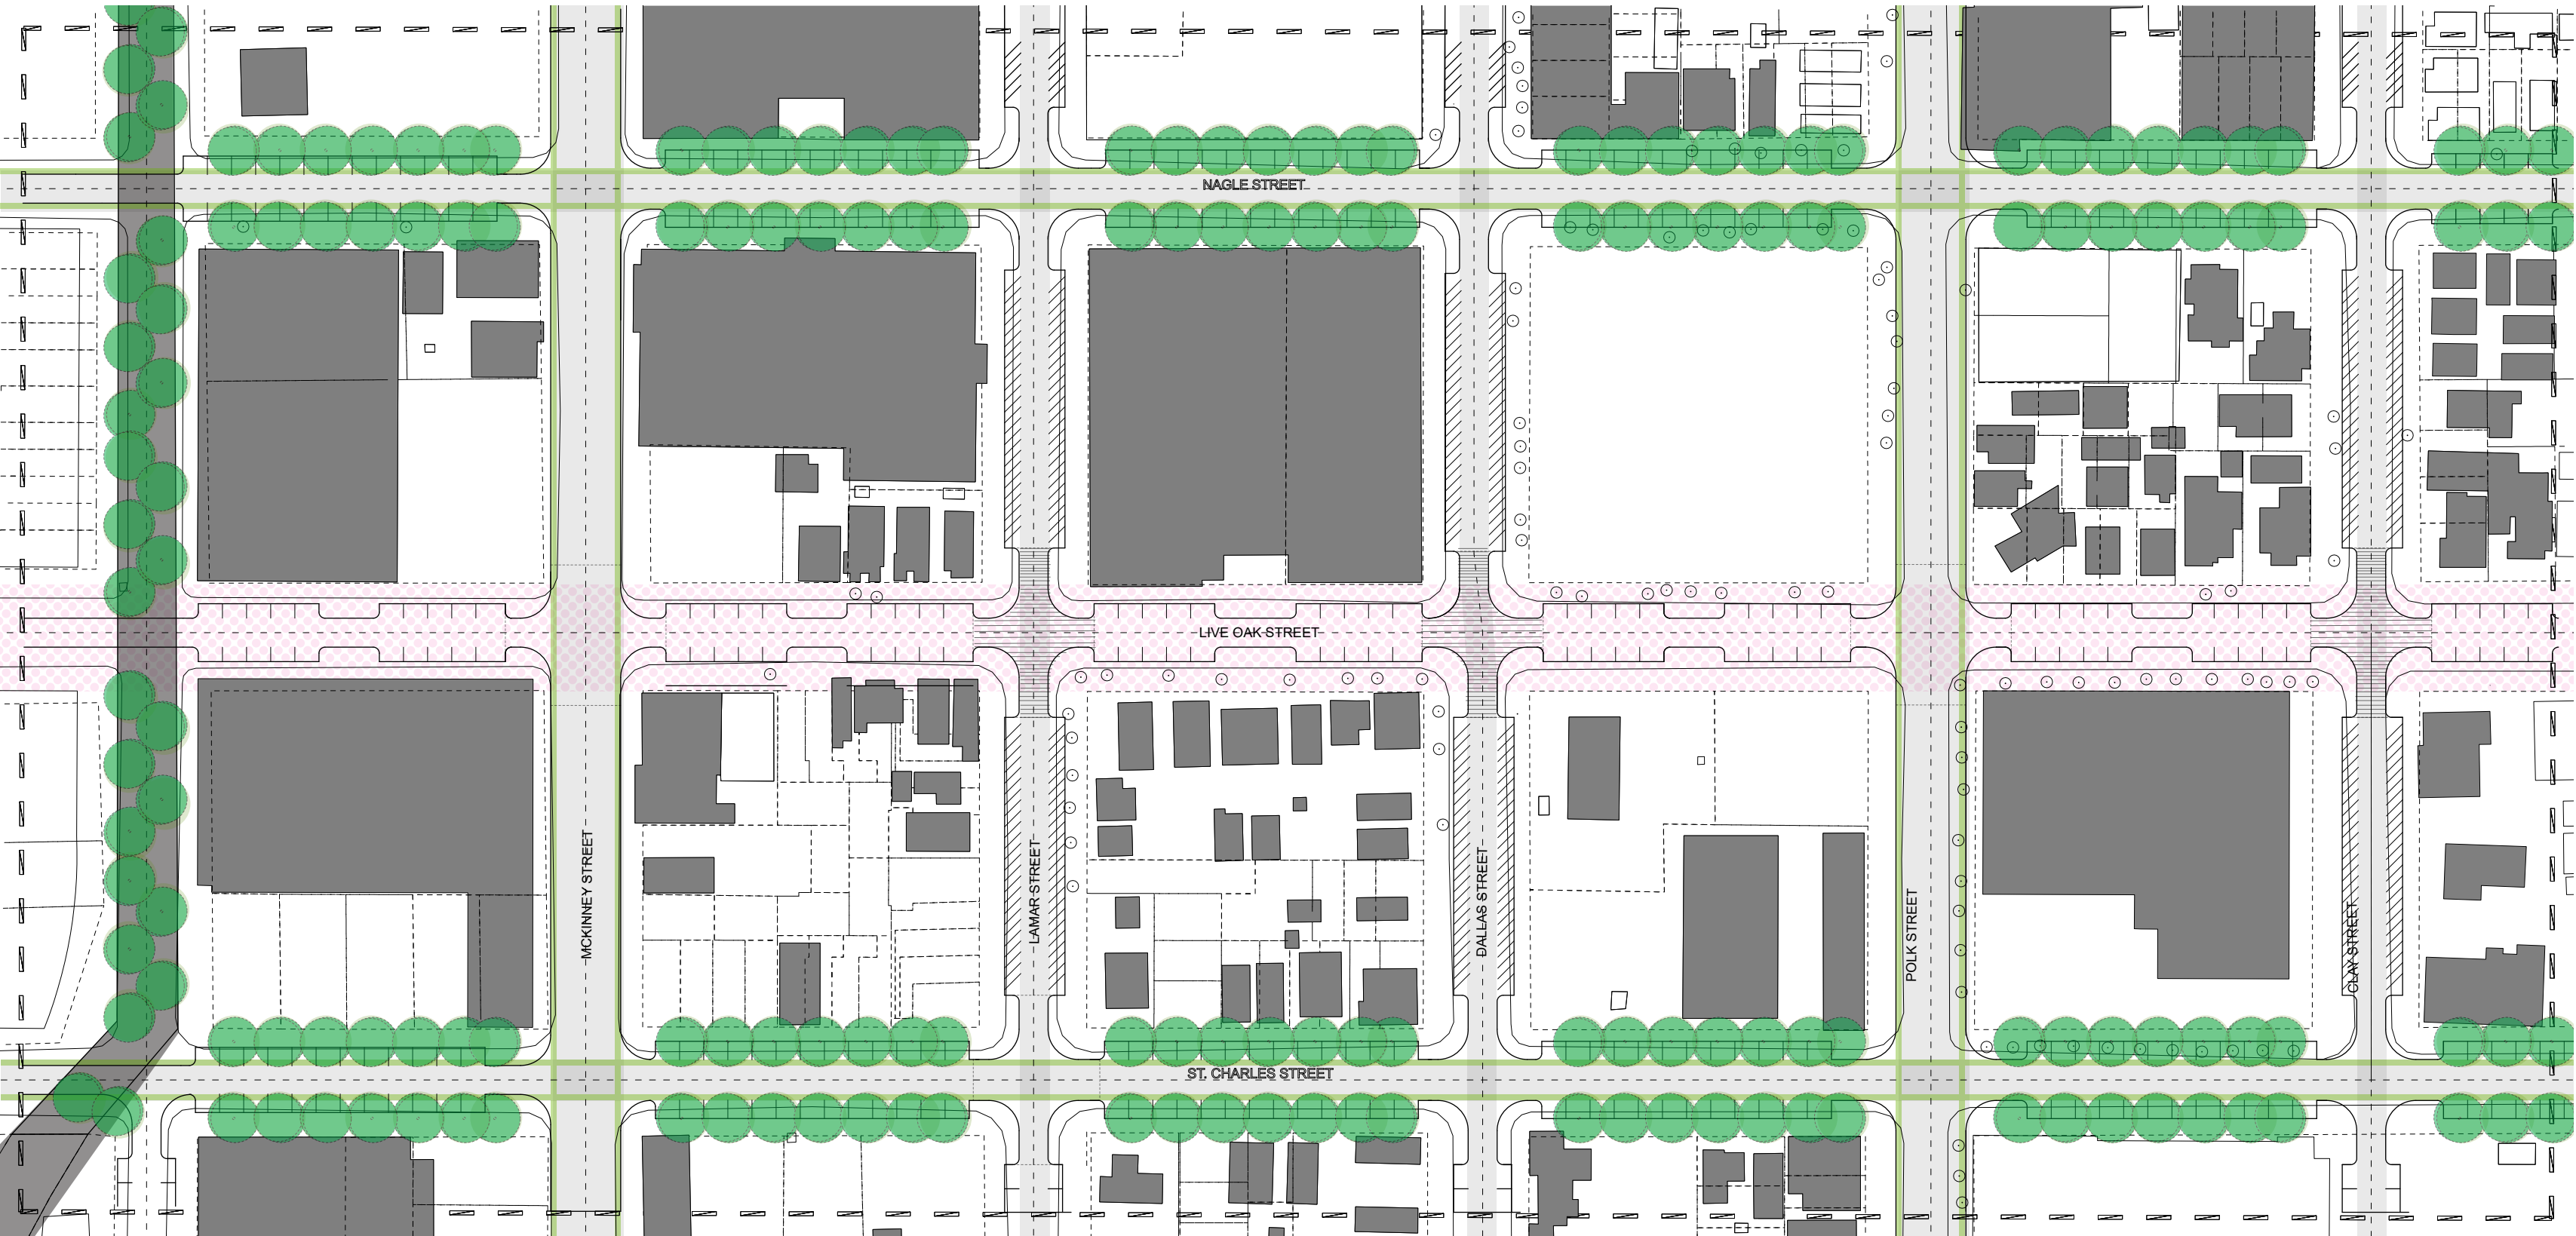 NAGLE STREET
LIVE OAK STREET
MCKINNEY STREET
LAMAR STREET
DALLAS STREET
POLK STREET
CLAY STREET
ST. CHARLES STREET